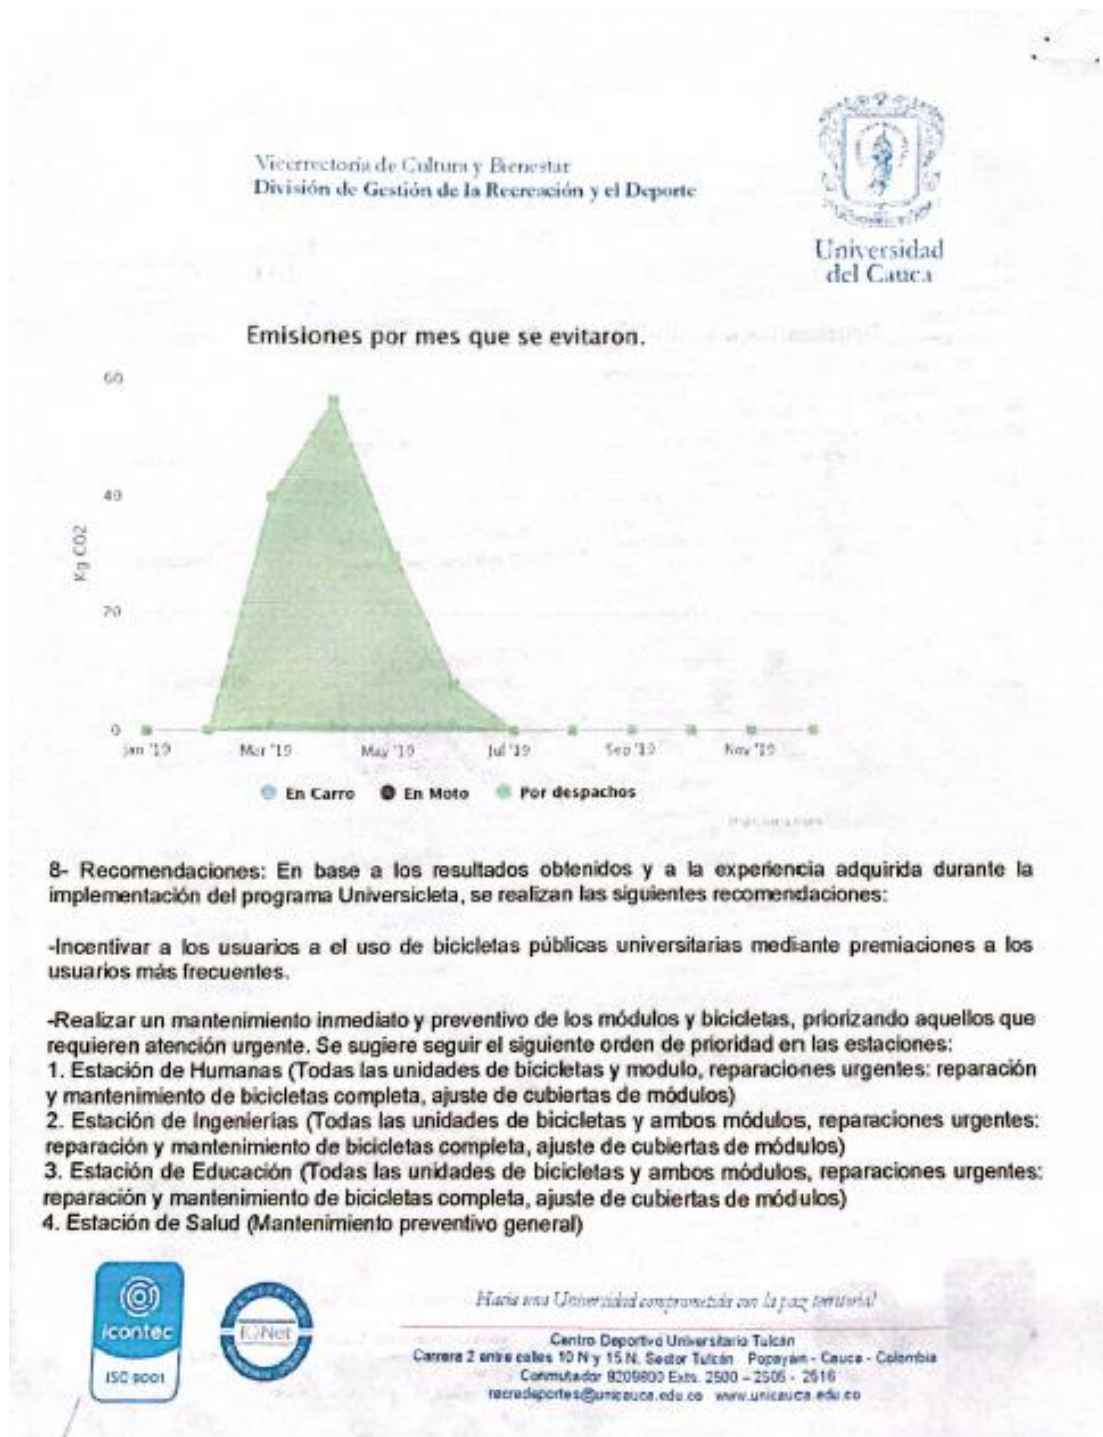 Vicerrectoría de Cultura y Bienestar
División de Gestión de la Recreación y el Deporte
Universidad
del Cauca
Emisiones por mes que se evitaron.
60
40
20
0
Kg CO2
Jan '19
Mar '19
May '19
Jul '19
Sep '19
Nov '19
En Carro En Moto Por despachos
8- Recomendaciones: En base a los resultados obtenidos y a la experiencia adquirida durante la
implementación del programa Universicleta, se realizan las siguientes recomendaciones:
-Incentivar a los usuarios a el uso de bicicletas públicas universitarias mediante premiaciones a los
usuarios más frecuentes.
-Realizar un mantenimiento inmediato y preventivo de los módulos y bicicletas, priorizando aquellos que
requieren atención urgente. Se sugiere seguir el siguiente orden de prioridad en las estaciones:
1. Estación de Humanas (Todas las unidades de bicicletas y modulo, reparaciones urgentes: reparación
y mantenimiento de bicicletas completa, ajuste de cubiertas de módulos)
2. Estación de Ingenierías (Todas las unidades de bicicletas y ambos módulos, reparaciones urgentes:
reparación y mantenimiento de bicicletas completa, ajuste de cubiertas de módulos)
3. Estación de Educación (Todas las unidades de bicicletas y ambos módulos, reparaciones urgentes:
reparación y mantenimiento de bicicletas completa, ajuste de cubiertas de módulos)
4. Estación de Salud (Mantenimiento preventivo general)
icontec
ISO 9001
IQNet
Hacia una Universidad comprometida con la paz territorial
Centro Deportivo Universitario Tulcán
Carrera 2 entre calles 10 N y 15 N. Sector Tulcán Popayán - Cauca - Colombia
Conmutador 8209800 Exts. 2500 – 2505 - 2516
recredeportes@unicauca.edu.co www.unicauca.edu.co